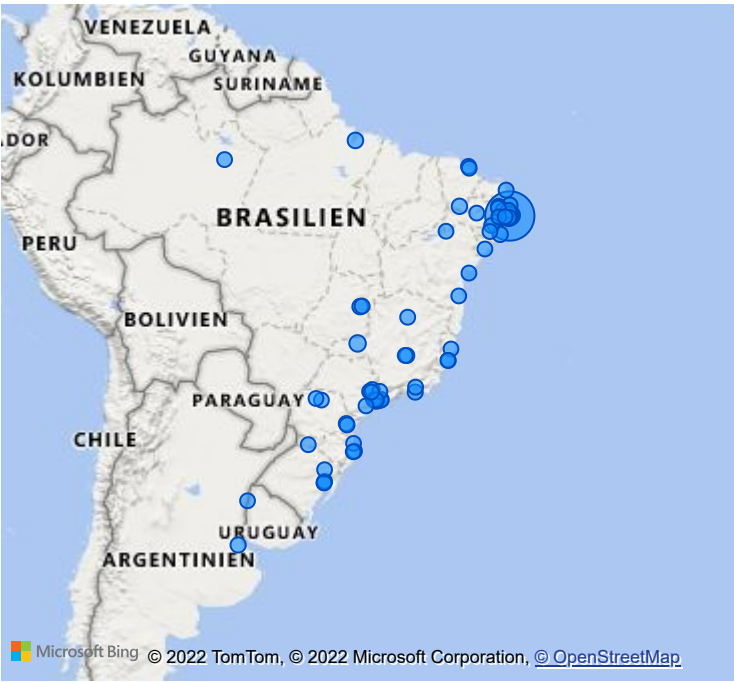 VENEZUELA
GUYANA
KOLUMBIEN
SURINAME
ADOR
BRASILIEN
PERU
BOLIVIEN
PARAGUAY
CHILE
URUGUAY
ARGENTINIEN
Microsoft Bing © 2022 TomTom, © 2022 Microsoft Corporation, © OpenStreetMap